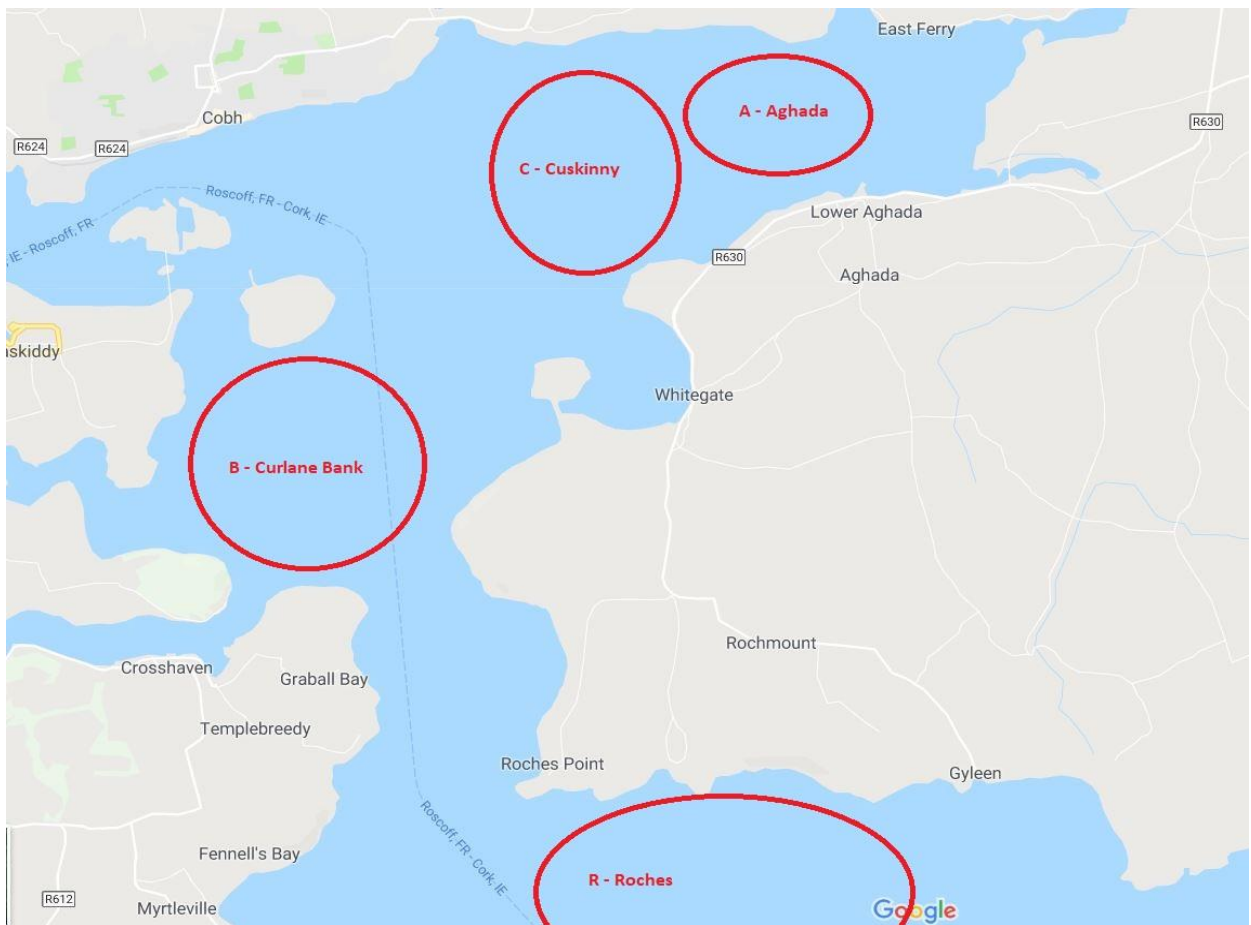 East Ferry
A - Aghada
Cobh
R630
R624
R624
C - Cuskinny
Roscoff, FR - Cork, IE
Lower Aghada
, IE - Roscoff, FR
R630
Aghada
askiddy
Whitegate
B - Curlane Bank
Rochmount
Crosshaven
Graball Bay
Templebreedy
Roches Point
Gyleen
Roscoff, FR - Cork, IE
Fennell's Bay
R - Roches
R612
Myrtleville
Google